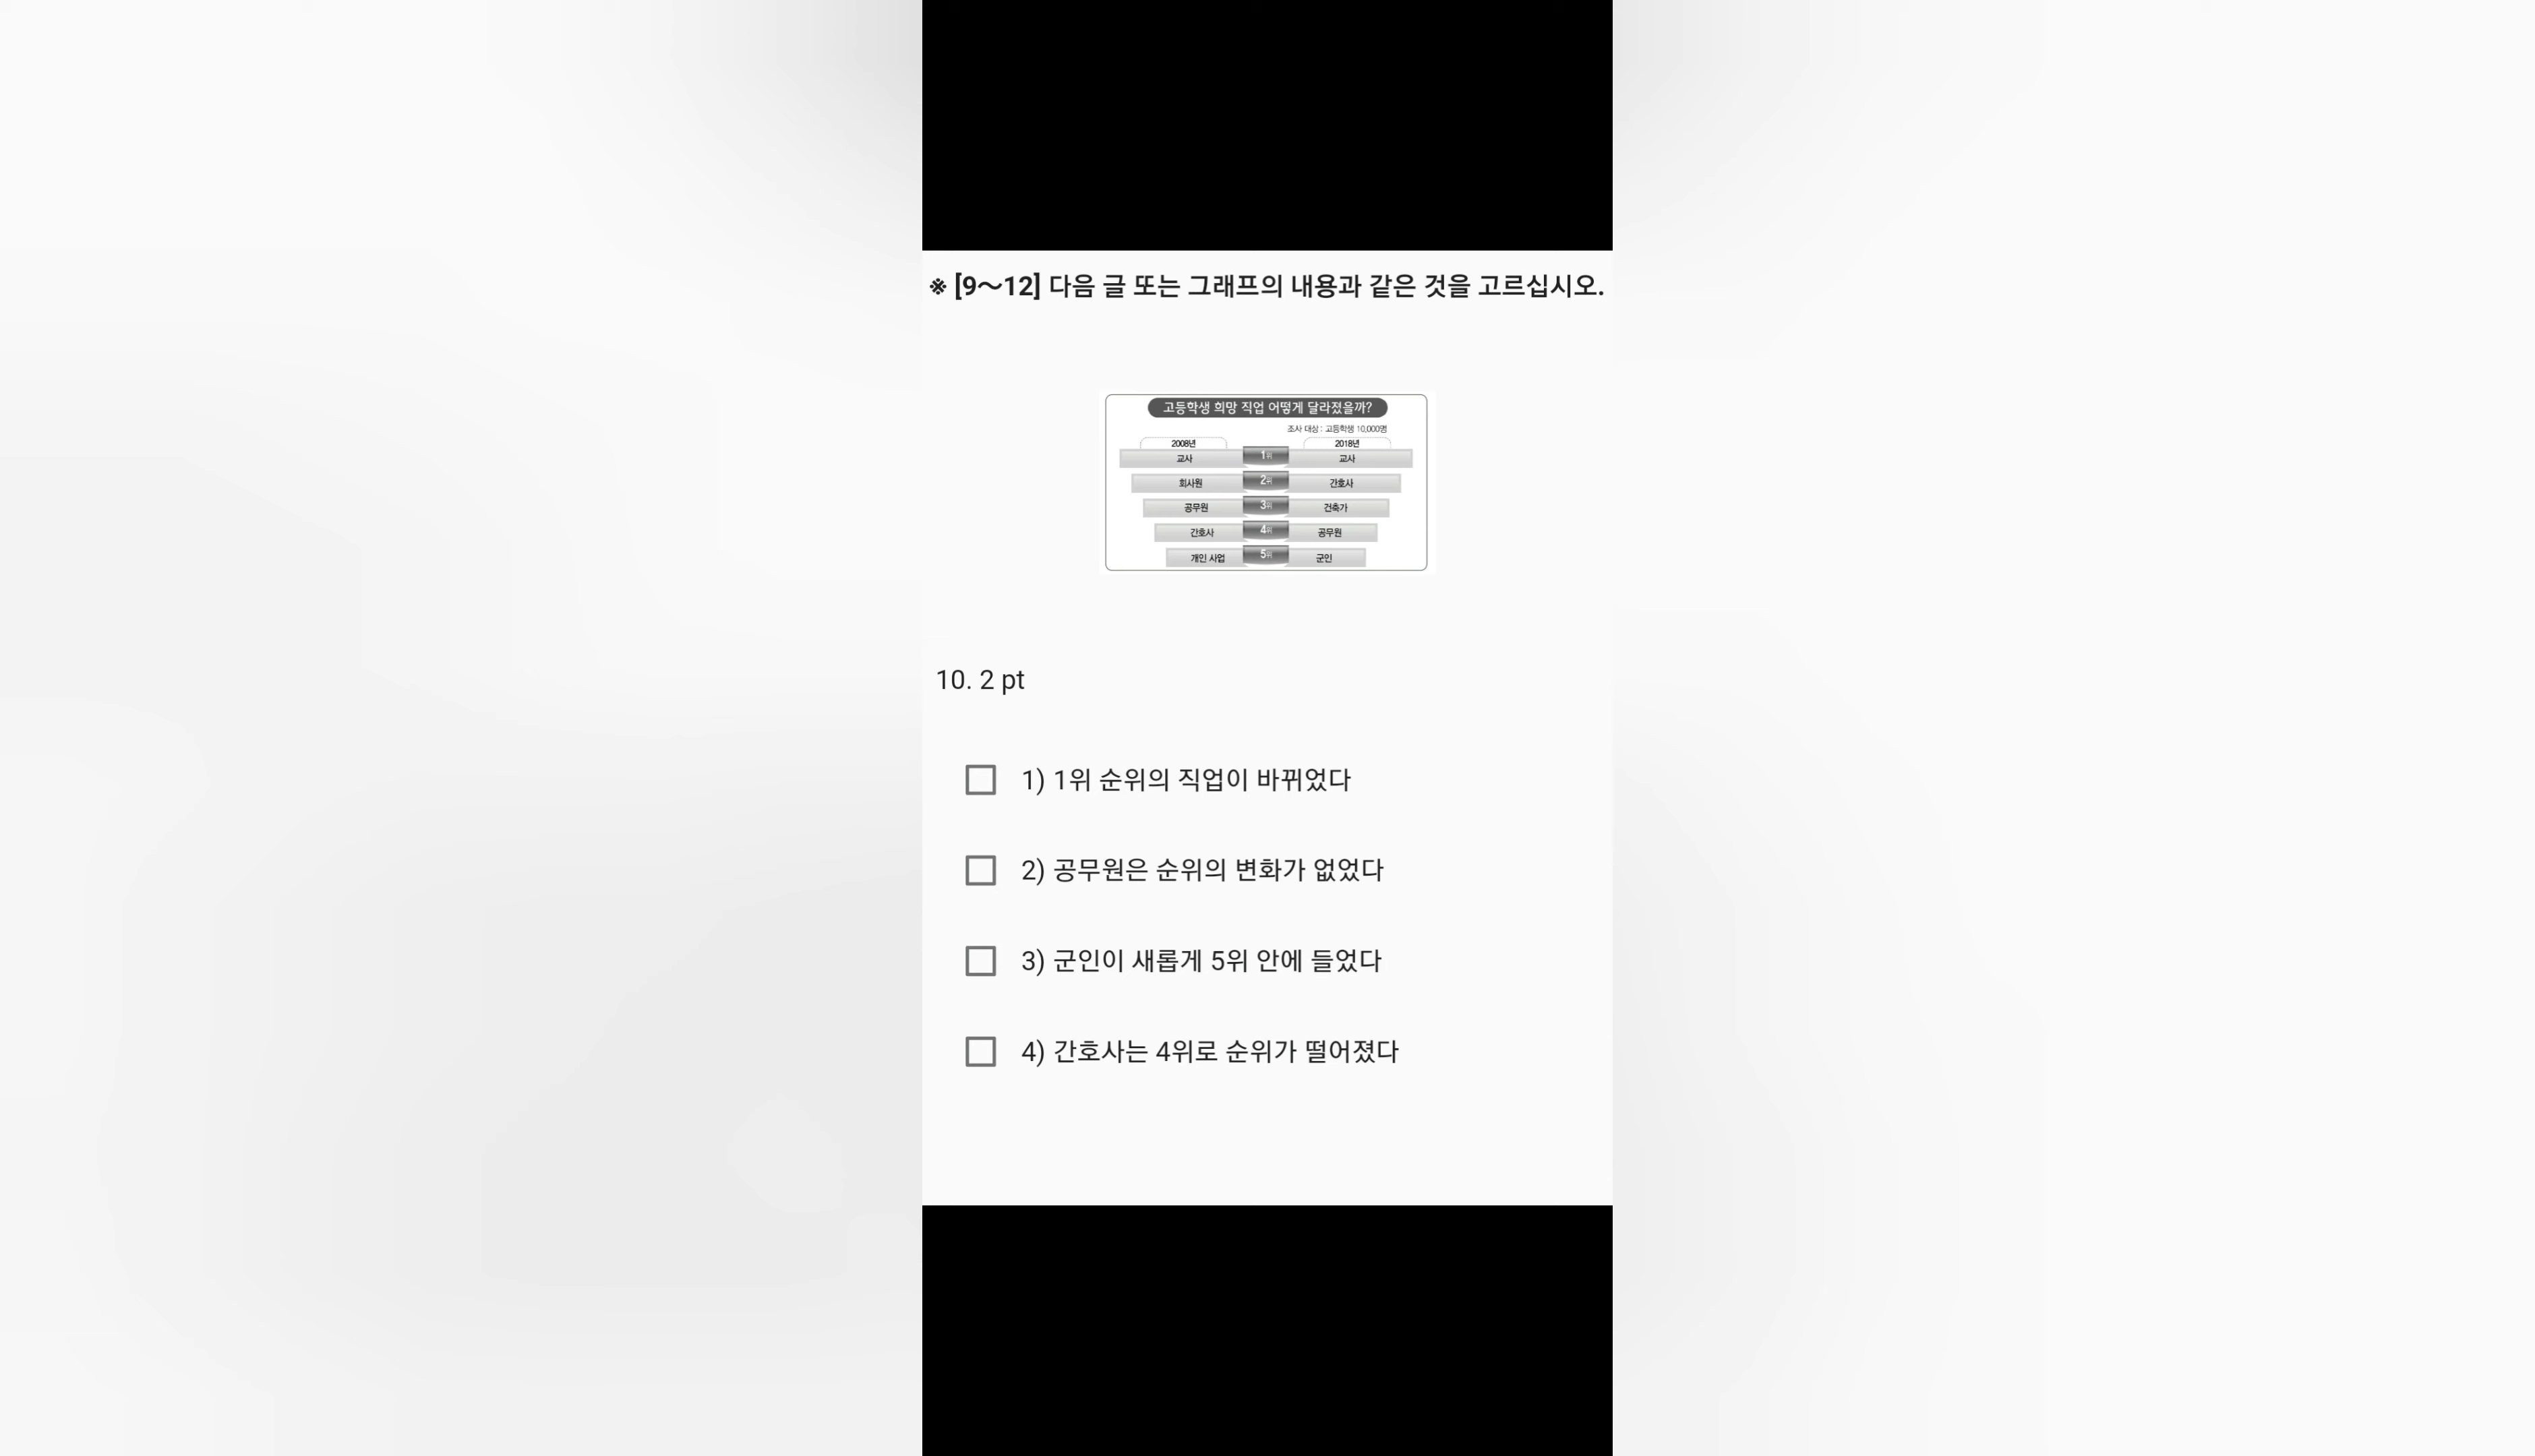 ※ [9～12] 다음 글 또는 그래프의 내용과 같은 것을 고르십시오.
고등학생 희망 직업 어떻게 달라졌을까?
조사 대상 : 고등학생 10,000명
2008년 2018년
교사 1위 교사
회사원 2위 간호사
공무원 3위 건축가
간호사 4위 공무원
개인 사업 5위 군인
10. 2 pt
1) 1위 순위의 직업이 바뀌었다
2) 공무원은 순위의 변화가 없었다
3) 군인이 새롭게 5위 안에 들었다
4) 간호사는 4위로 순위가 떨어졌다